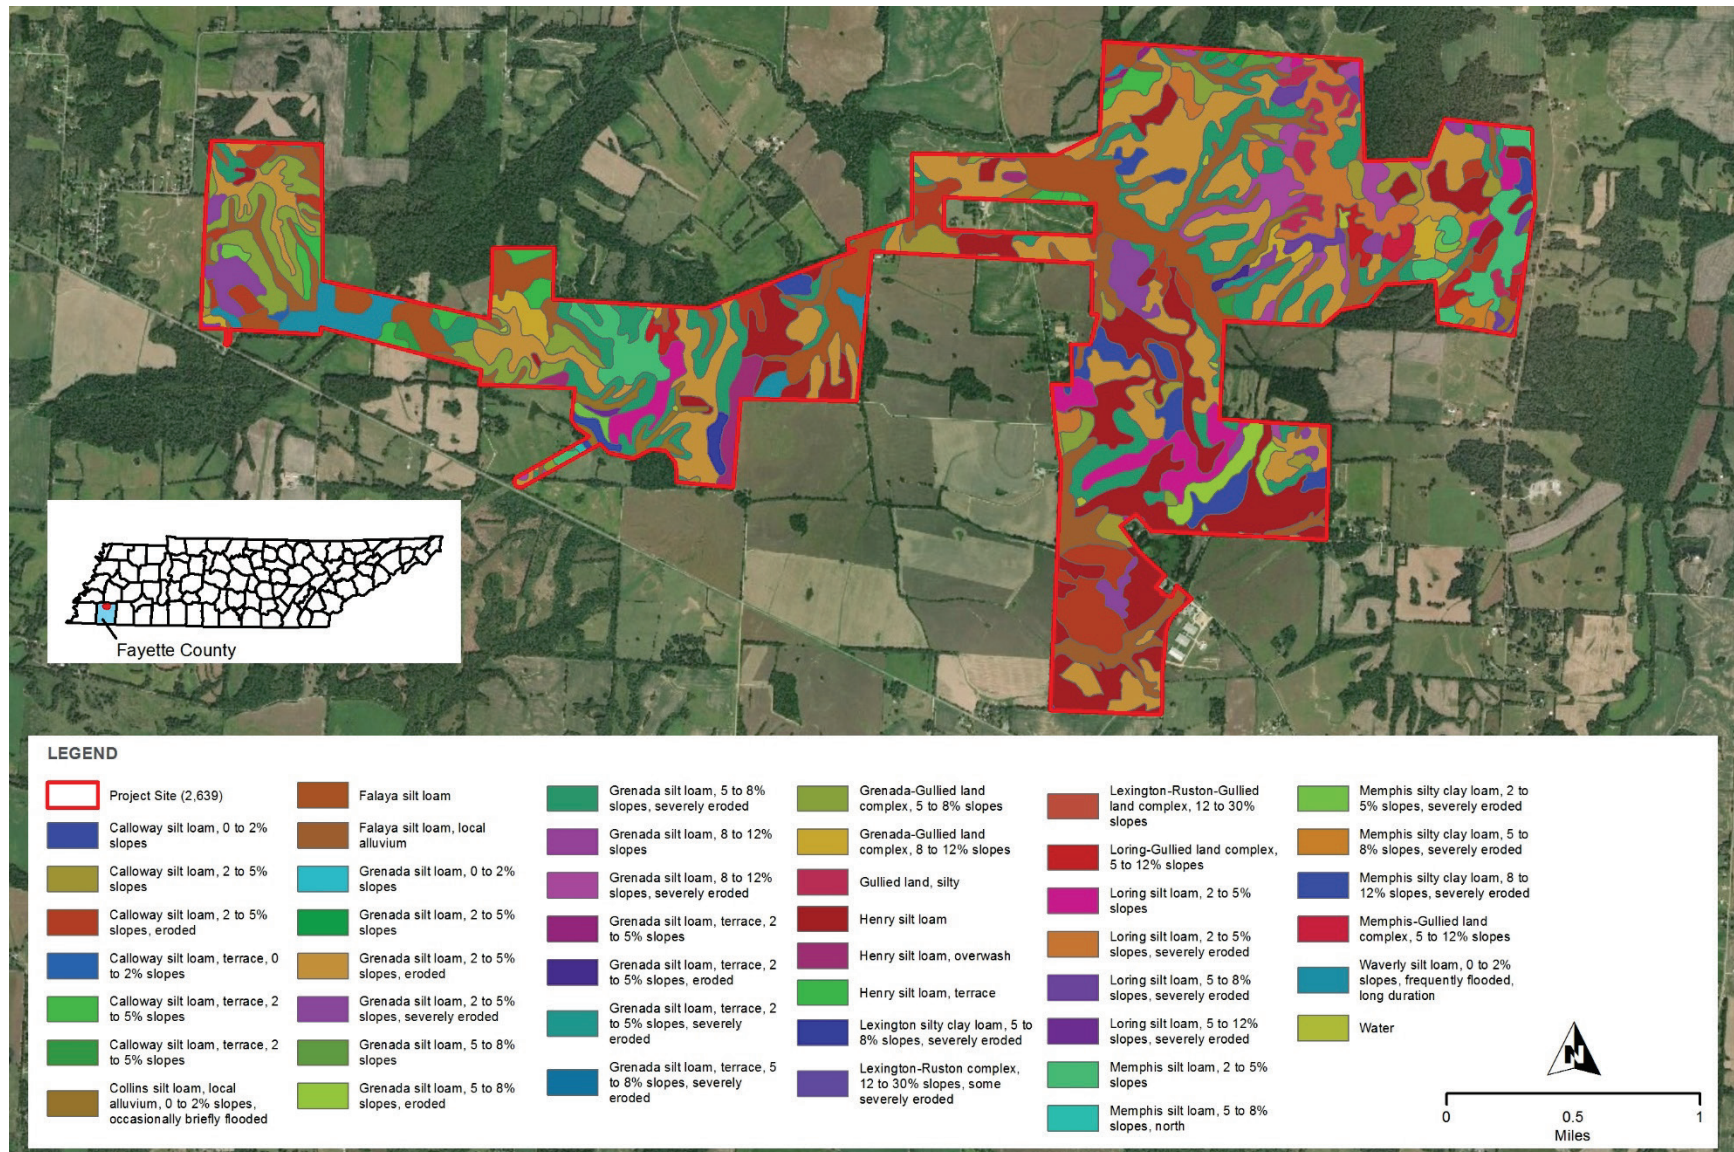 Fayette County
LEGEND
Project Site (2,639)
Calloway silt loam, 0 to 2%
slopes
Calloway silt loam, 2 to 5%
slopes
Calloway silt loam, 2 to 5%
slopes, eroded
Calloway silt loam, terrace, 0
to 2% slopes
Calloway silt loam, terrace, 2
to 5% slopes
Calloway silt loam, terrace, 2
to 5% slopes
Collins silt loam, local
alluvium, 0 to 2% slopes,
occasionally briefly flooded
Falaya silt loam
Falaya silt loam, local
alluvium
Grenada silt loam, 0 to 2%
slopes
Grenada silt loam, 2 to 5%
slopes
Grenada silt loam, 2 to 5%
slopes, eroded
Grenada silt loam, 2 to 5%
slopes, severely eroded
Grenada silt loam, 5 to 8%
slopes
Grenada silt loam, 5 to 8%
slopes, eroded
Grenada silt loam, 5 to 8%
slopes, severely eroded
Grenada silt loam, 8 to 12%
slopes
Grenada silt loam, 8 to 12%
slopes, severely eroded
Grenada silt loam, terrace, 2
to 5% slopes
Grenada silt loam, terrace, 2
to 5% slopes, eroded
Grenada silt loam, terrace, 2
to 5% slopes, severely
eroded
Grenada silt loam, terrace, 5
to 8% slopes, severely
eroded
Grenada-Gullied land
complex, 5 to 8% slopes
Grenada-Gullied land
complex, 8 to 12% slopes
Gullied land, silty
Henry silt loam
Henry silt loam, overwash
Henry silt loam, terrace
Lexington silty clay loam, 5 to
8% slopes, severely eroded
Lexington-Ruston complex,
12 to 30% slopes, some
severely eroded
Lexington-Ruston-Gullied
land complex, 12 to 30%
slopes
Loring-Gullied land complex,
5 to 12% slopes
Loring silt loam, 2 to 5%
slopes
Loring silt loam, 2 to 5%
slopes, severely eroded
Loring silt loam, 5 to 8%
slopes, severely eroded
Loring silt loam, 5 to 12%
slopes, severely eroded
Memphis silt loam, 2 to 5%
slopes
Memphis silt loam, 5 to 8%
slopes, north
Memphis silty clay loam, 2 to
5% slopes, severely eroded
Memphis silty clay loam, 5 to
8% slopes, severely eroded
Memphis silty clay loam, 8 to
12% slopes, severely eroded
Memphis-Gullied land
complex, 5 to 12% slopes
Waverly silt loam, 0 to 2%
slopes, frequently flooded,
long duration
Water
N
0 0.5 1
Miles